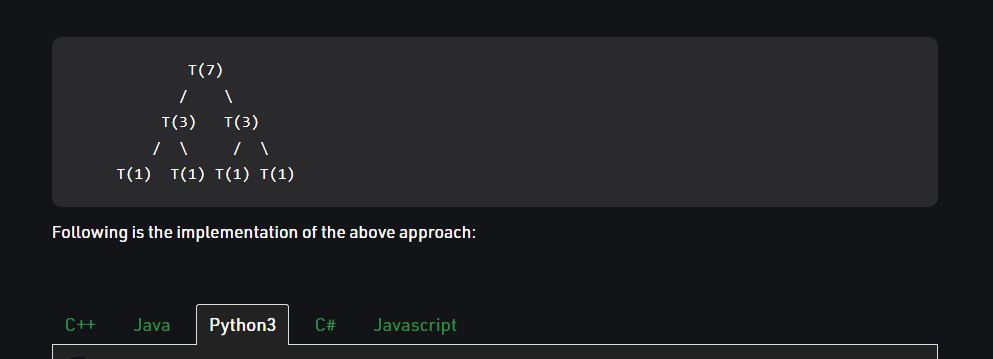 T(7)
/ \
T(3) T(3)
/ \ / \
T(1) T(1) T(1) T(1)
Following is the implementation of the above approach:
C++ Java Python3 C# Javascript